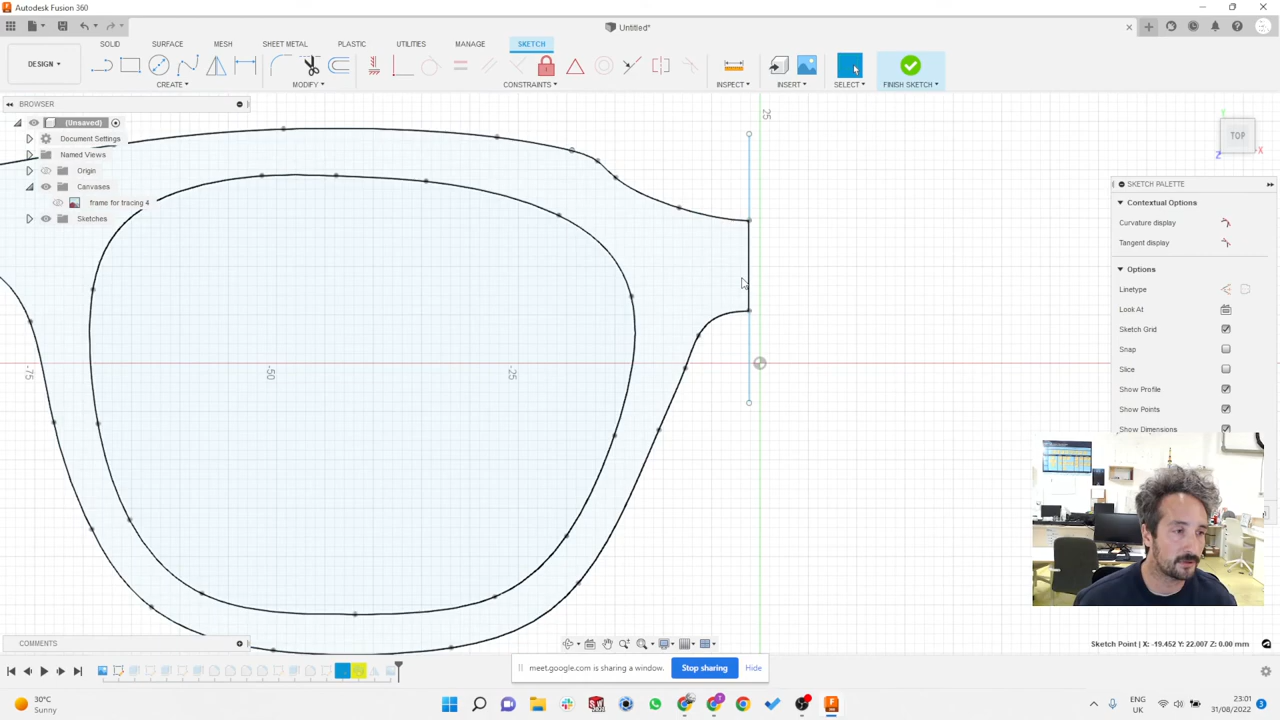 Autodesk Fusion 360
Untitled*
DESIGN
SOLID SURFACE MESH SHEET METAL PLASTIC UTILITIES MANAGE SKETCH
CREATE MODIFY CONSTRAINTS INSPECT INSERT SELECT FINISH SKETCH
BROWSER
(Unsaved)
Document Settings
Named Views
Origin
Canvases
frame for tracing 4
Sketches
25
-75
-50
-25
TOP
Y
X
Z
SKETCH PALETTE
Contextual Options
Curvature display
Tangent display
Options
Linetype
Look At
Sketch Grid
Snap
Slice
Show Profile
Show Points
Show Dimensions
COMMENTS
Sketch Point | X: -19.452 Y: 22.007 Z: 0.00 mm
meet.google.com is sharing a window.
Stop sharing
Hide
30°C
Sunny
ENG
UK
23:01
31/08/2022
3